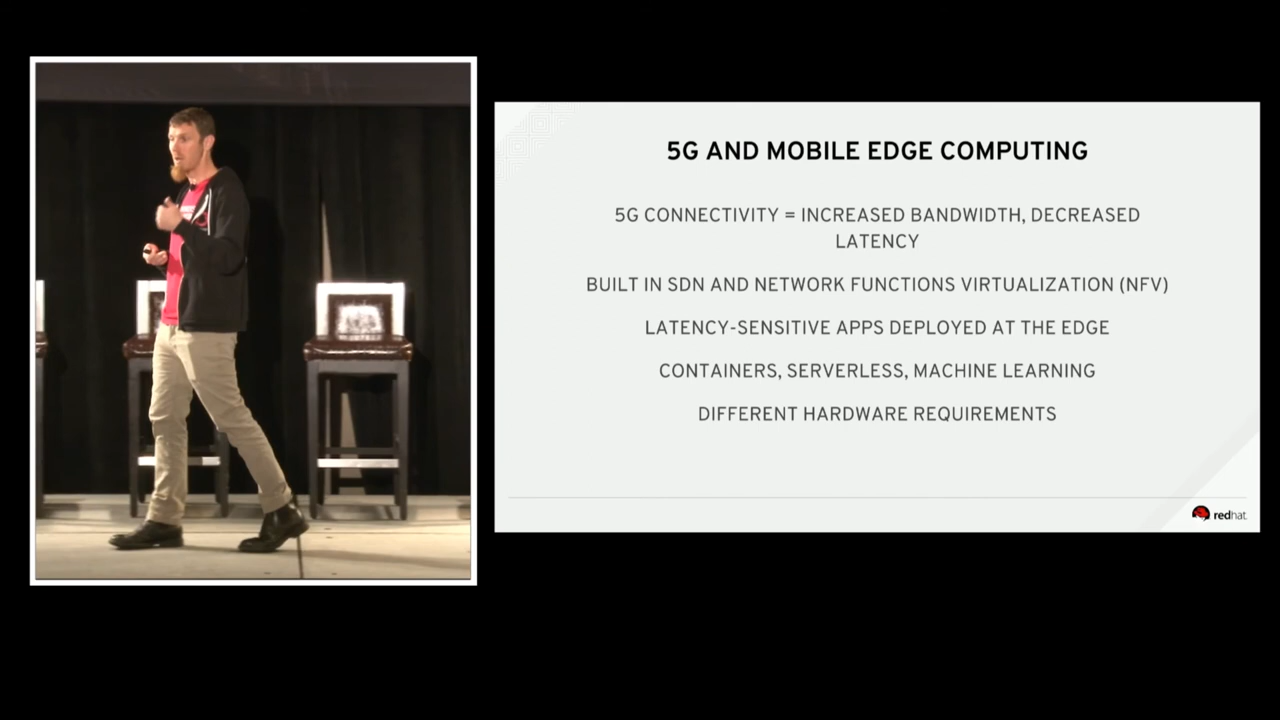 5G AND MOBILE EDGE COMPUTING
5G CONNECTIVITY = INCREASED BANDWIDTH, DECREASED
LATENCY
BUILT IN SDN AND NETWORK FUNCTIONS VIRTUALIZATION (NFV)
LATENCY-SENSITIVE APPS DEPLOYED AT THE EDGE
CONTAINERS, SERVERLESS, MACHINE LEARNING
DIFFERENT HARDWARE REQUIREMENTS
redhat.